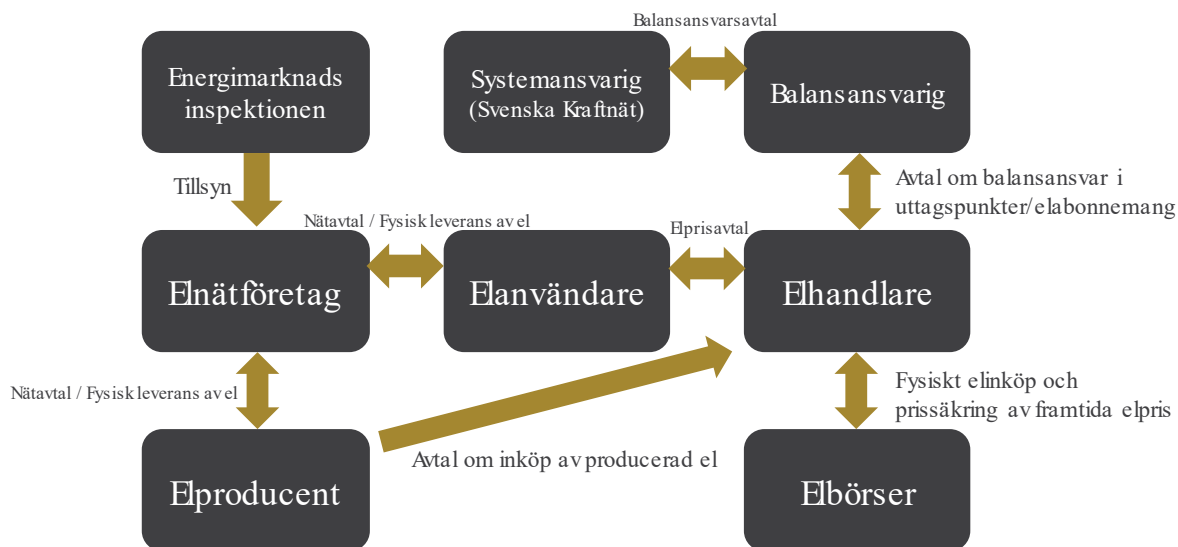 Balansansvarsavtal
Energimarknads
inspektionen
Systemansvarig
(Svenska Kraftnät)
Balansansvarig
Tillsyn
Avtal om balansansvar i
uttagspunkter/elabonnemang
Nätavtal / Fysisk leverans av el
Elprisavtal
Elnätföretag
Elanvändare
Elhandlare
Nätavtal / Fysisk leverans av el
Fysiskt elinköp och
prissäkring av framtida elpris
Avtal om inköp av producerad el
Elproducent
Elbörser